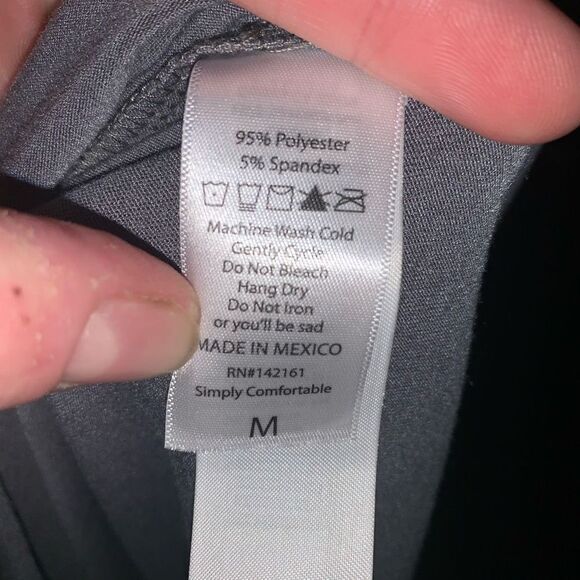 95% Polyester
5% Spandex
Machine Wash Cold
Gently Cycle
Do Not Bleach
Hang Dry
Do Not Iron
or you'll be sad
MADE IN MEXICO
RN#142161
Simply Comfortable
M